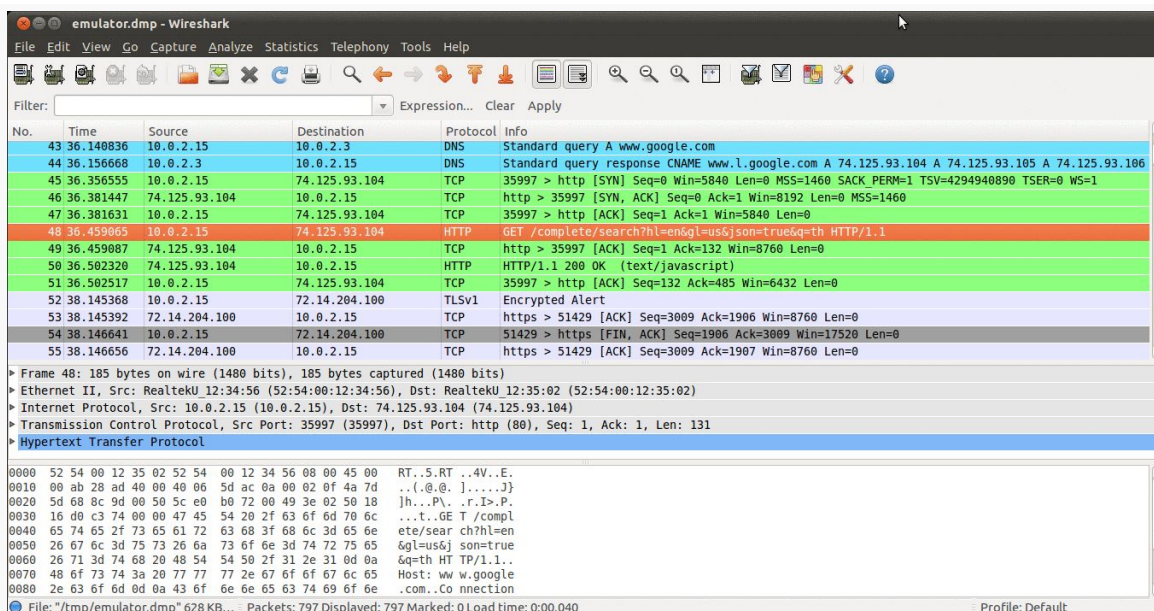 emulator.dmp - Wireshark
File Edit View Go Capture Analyze Statistics Telephony Tools Help
Filter: Expression... Clear Apply
No. Time Source Destination Protocol Info
43 36.140836 10.0.2.15 10.0.2.3 DNS Standard query A www.google.com
44 36.156668 10.0.2.3 10.0.2.15 DNS Standard query response CNAME www.l.google.com A 74.125.93.104 A 74.125.93.105 A 74.125.93.106
45 36.356555 10.0.2.15 74.125.93.104 TCP 35997 > http [SYN] Seq=0 Win=5840 Len=0 MSS=1460 SACK_PERM=1 TSV=4294940890 TSER=0 WS=1
46 36.381447 74.125.93.104 10.0.2.15 TCP http > 35997 [SYN, ACK] Seq=0 Ack=1 Win=8192 Len=0 MSS=1460
47 36.381631 10.0.2.15 74.125.93.104 TCP 35997 > http [ACK] Seq=1 Ack=1 Win=5840 Len=0
48 36.459065 10.0.2.15 74.125.93.104 HTTP GET /complete/search?hl=en&gl=us&json=true&q=th HTTP/1.1
49 36.459087 74.125.93.104 10.0.2.15 TCP http > 35997 [ACK] Seq=1 Ack=132 Win=8760 Len=0
50 36.502320 74.125.93.104 10.0.2.15 HTTP HTTP/1.1 200 OK (text/javascript)
51 36.502517 10.0.2.15 74.125.93.104 TCP 35997 > http [ACK] Seq=132 Ack=485 Win=6432 Len=0
52 38.145368 10.0.2.15 72.14.204.100 TLSv1 Encrypted Alert
53 38.145392 72.14.204.100 10.0.2.15 TCP https > 51429 [ACK] Seq=3009 Ack=1906 Win=8760 Len=0
54 38.146641 10.0.2.15 72.14.204.100 TCP 51429 > https [FIN, ACK] Seq=1906 Ack=3009 Win=17520 Len=0
55 38.146656 72.14.204.100 10.0.2.15 TCP https > 51429 [ACK] Seq=3009 Ack=1907 Win=8760 Len=0
Frame 48: 185 bytes on wire (1480 bits), 185 bytes captured (1480 bits)
Ethernet II, Src: RealtekU_12:34:56 (52:54:00:12:34:56), Dst: RealtekU_12:35:02 (52:54:00:12:35:02)
Internet Protocol, Src: 10.0.2.15 (10.0.2.15), Dst: 74.125.93.104 (74.125.93.104)
Transmission Control Protocol, Src Port: 35997 (35997), Dst Port: http (80), Seq: 1, Ack: 1, Len: 131
Hypertext Transfer Protocol
0000 52 54 00 12 35 02 52 54 00 12 34 56 08 00 45 00 RT..5.RT ..4V..E.
0010 00 ab 28 ad 40 00 40 06 5d ac 0a 00 02 0f 4a 7d ..(.@.@. ].....J}
0020 5d 68 8c 9d 00 50 5c e0 b0 72 00 49 3e 02 50 18 ]h...P\. .r.I>.P.
0030 16 d0 c3 74 00 00 47 45 54 20 2f 63 6f 6d 70 6c ...t..GE T /compl
0040 65 74 65 2f 73 65 61 72 63 68 3f 68 6c 3d 65 6e ete/sear ch?hl=en
0050 26 67 6c 3d 75 73 26 6a 73 6f 6e 3d 74 72 75 65 &gl=us&j son=true
0060 26 71 3d 74 68 20 48 54 54 50 2f 31 2e 31 0d 0a &q=th HT TP/1.1..
0070 48 6f 73 74 3a 20 77 77 77 2e 67 6f 6f 67 6c 65 Host: ww w.google
0080 2e 63 6f 6d 0d 0a 43 6f 6e 6e 65 63 74 69 6f 6e .com..Co nnection
File: "/tmp/emulator.dmp" 628 KB... Packets: 797 Displayed: 797 Marked: 0 Load time: 0:00.040 Profile: Default